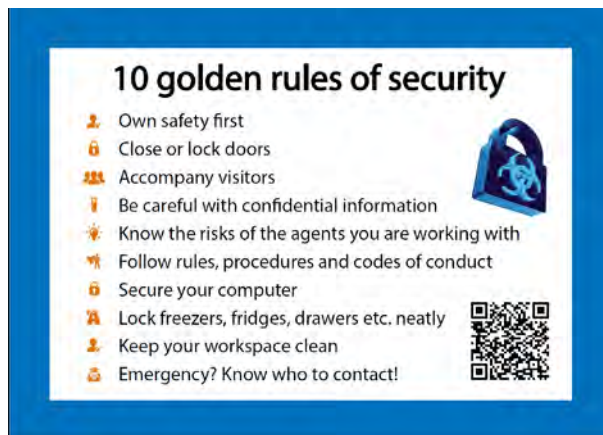 10 golden rules of security
Own safety first
Close or lock doors
Accompany visitors
Be careful with confidential information
Know the risks of the agents you are working with
Follow rules, procedures and codes of conduct
Secure your computer
Lock freezers, fridges, drawers etc. neatly
Keep your workspace clean
Emergency? Know who to contact!